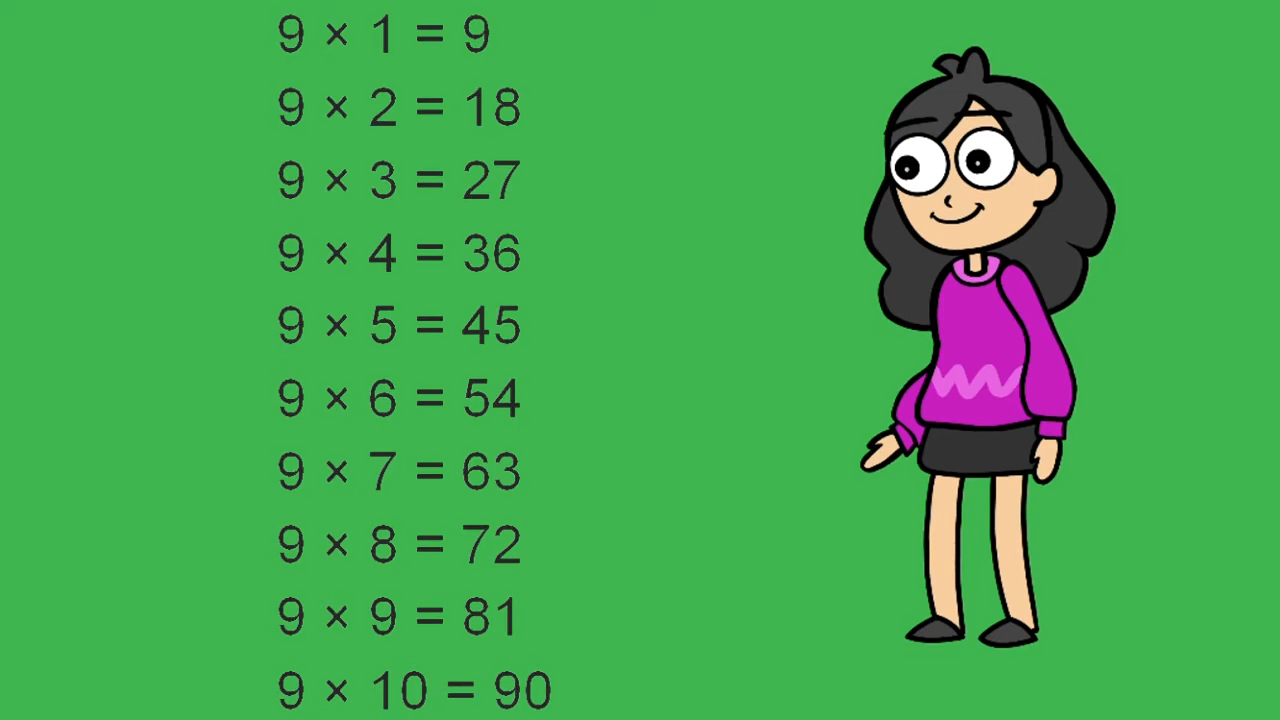 9 × 1 = 9
9 × 2 = 18
9 × 3 = 27
9 × 4 = 36
9 × 5 = 45
9 × 6 = 54
9 × 7 = 63
9 × 8 = 72
9 × 9 = 81
9 × 10 = 90